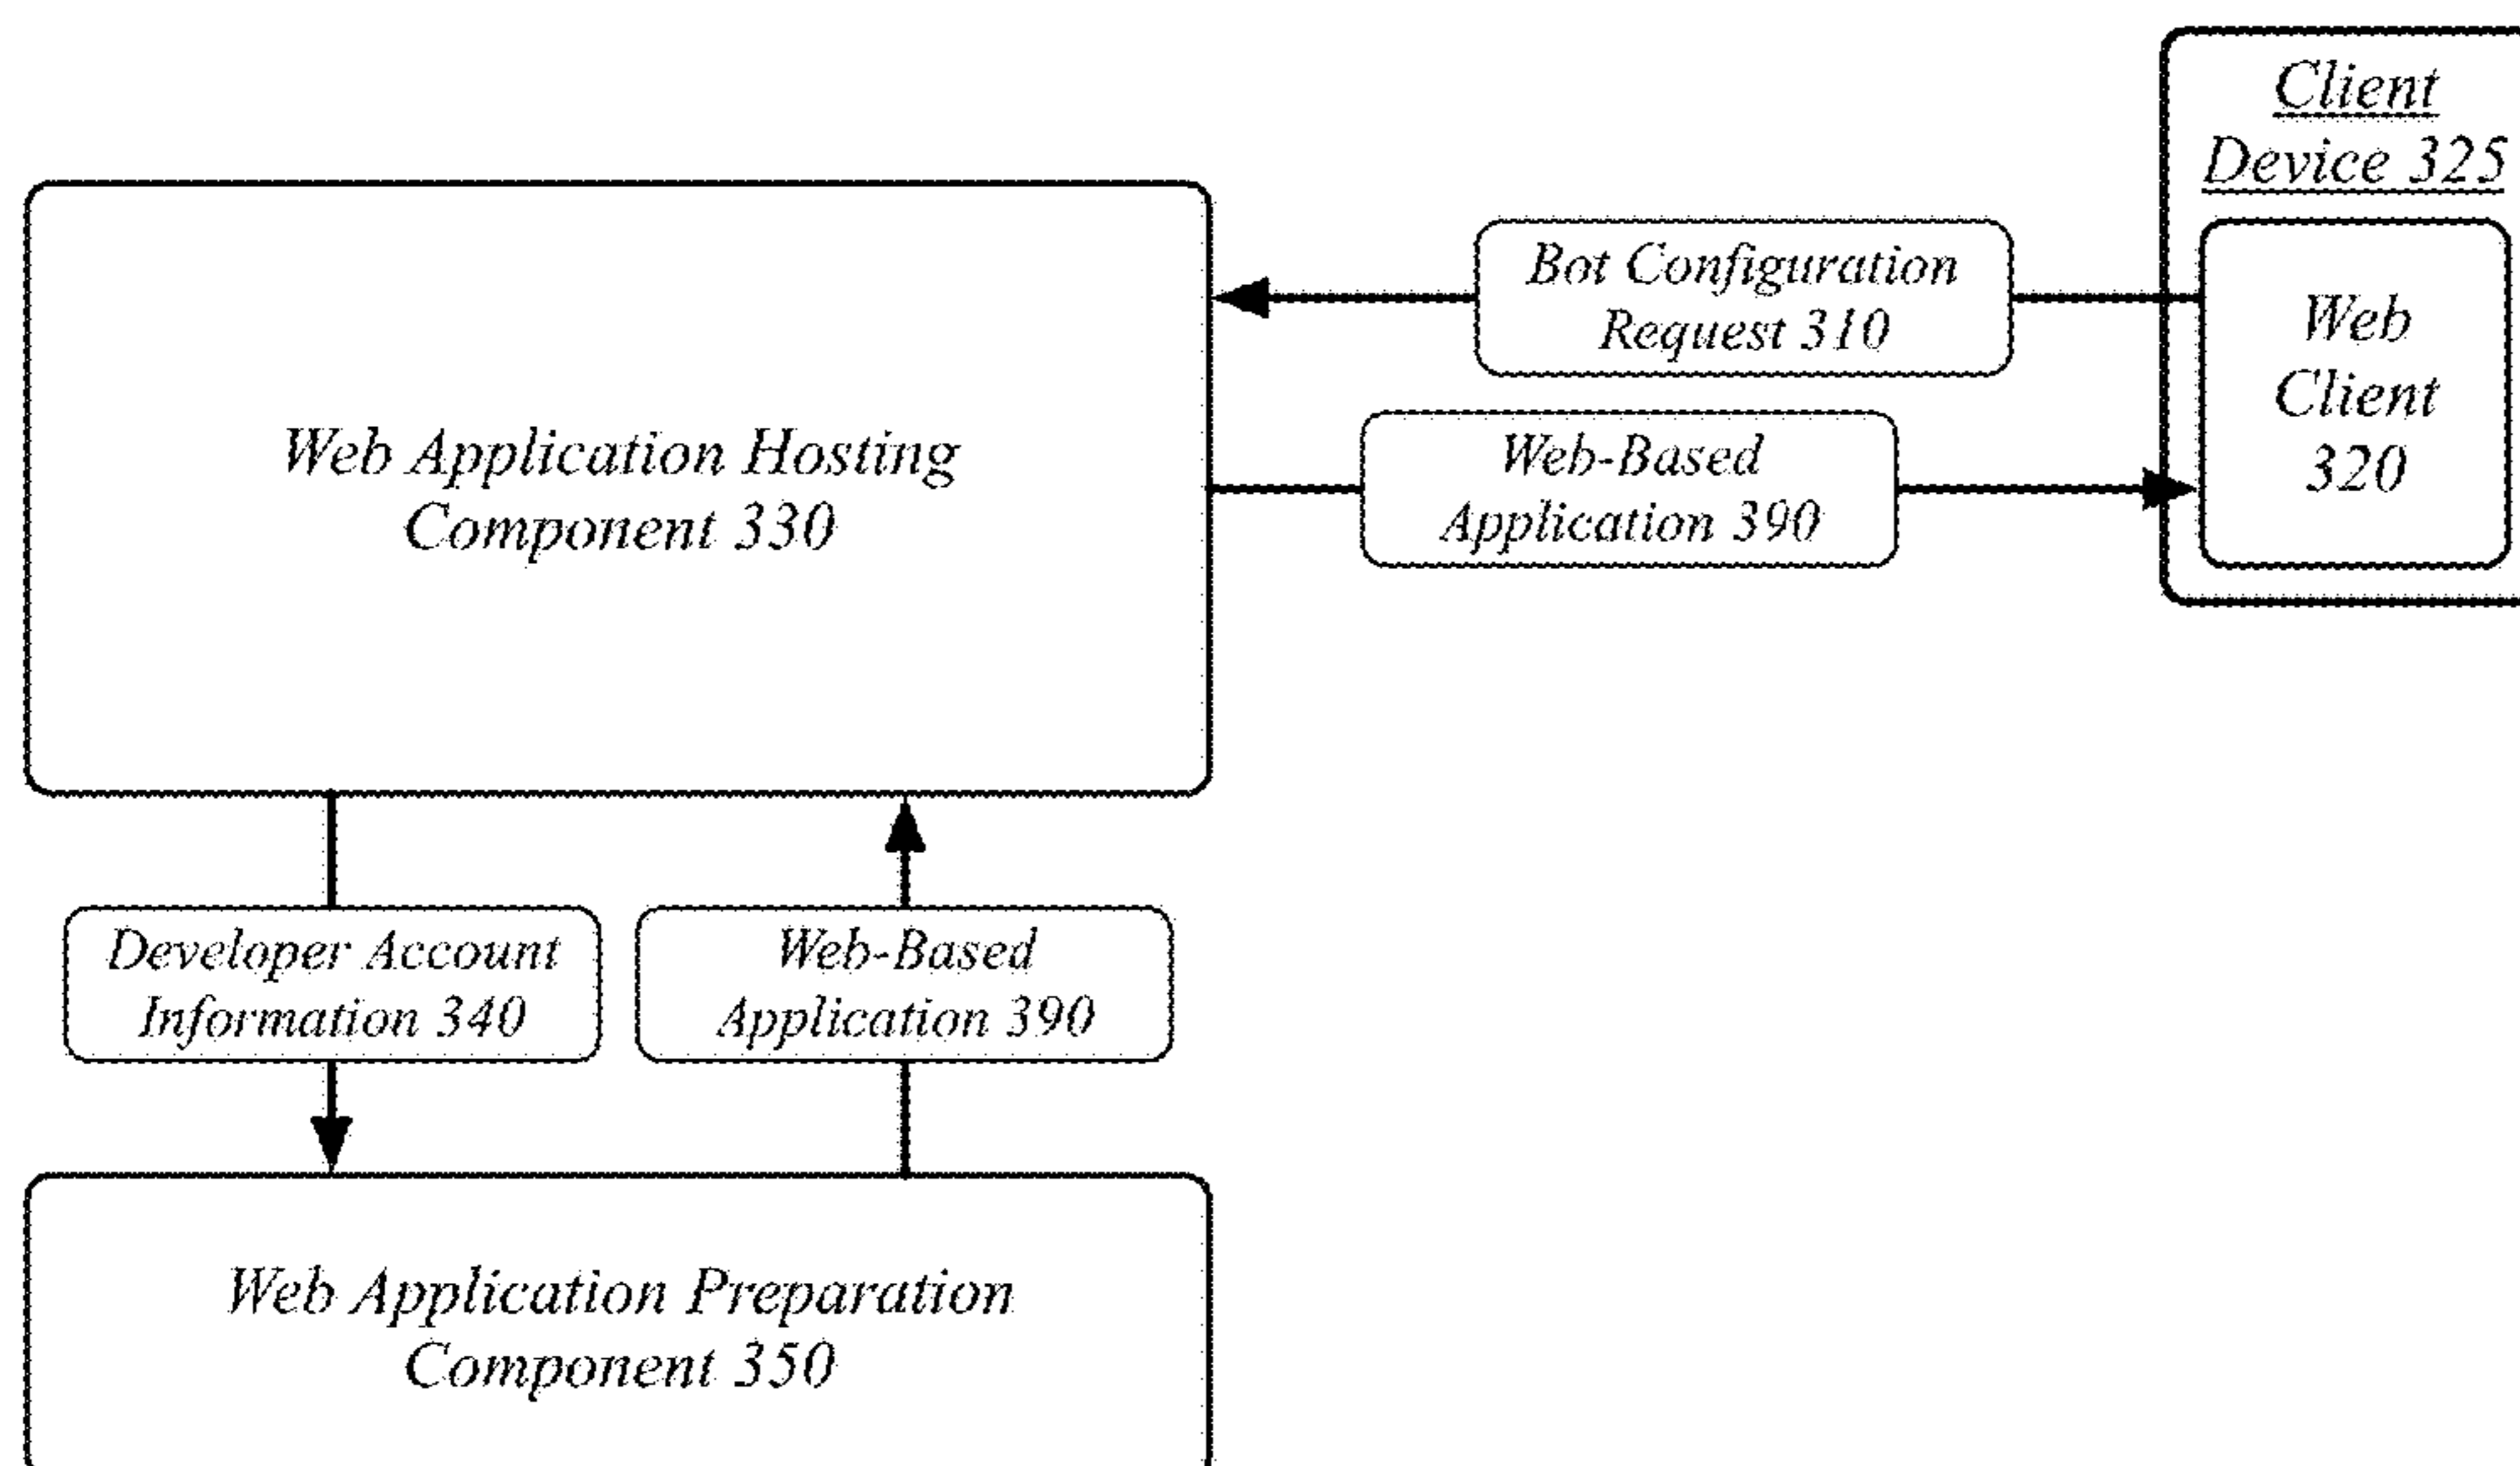 Client
Device 325
Bot Configuration
Request 310
Web
Client
320
Web Application Hosting
Component 330
Web-Based
Application 390
Developer Account
Information 340
Web-Based
Application 390
Web Application Preparation
Component 350